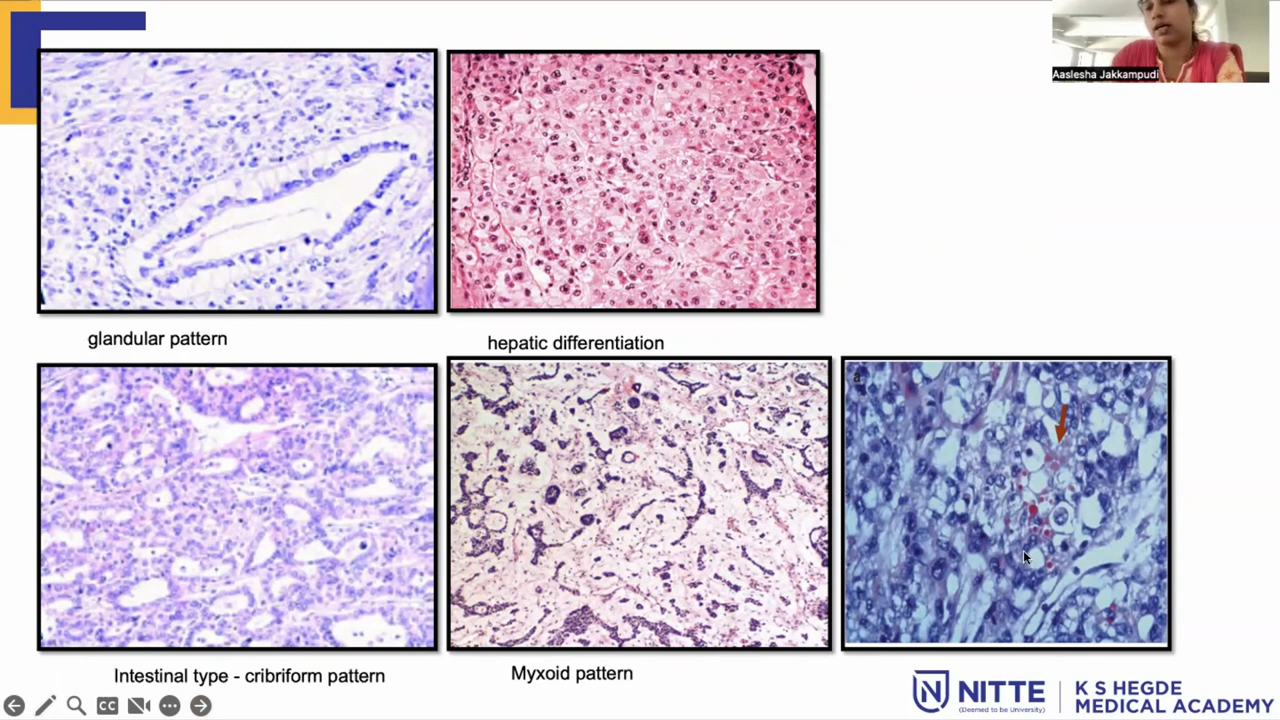 Aaslesha Jakkampudi
glandular pattern
hepatic differentiation
a
Intestinal type - cribriform pattern
Myxoid pattern
CC
NITTE
(Deemed to be University)
K S HEGDE
MEDICAL ACADEMY